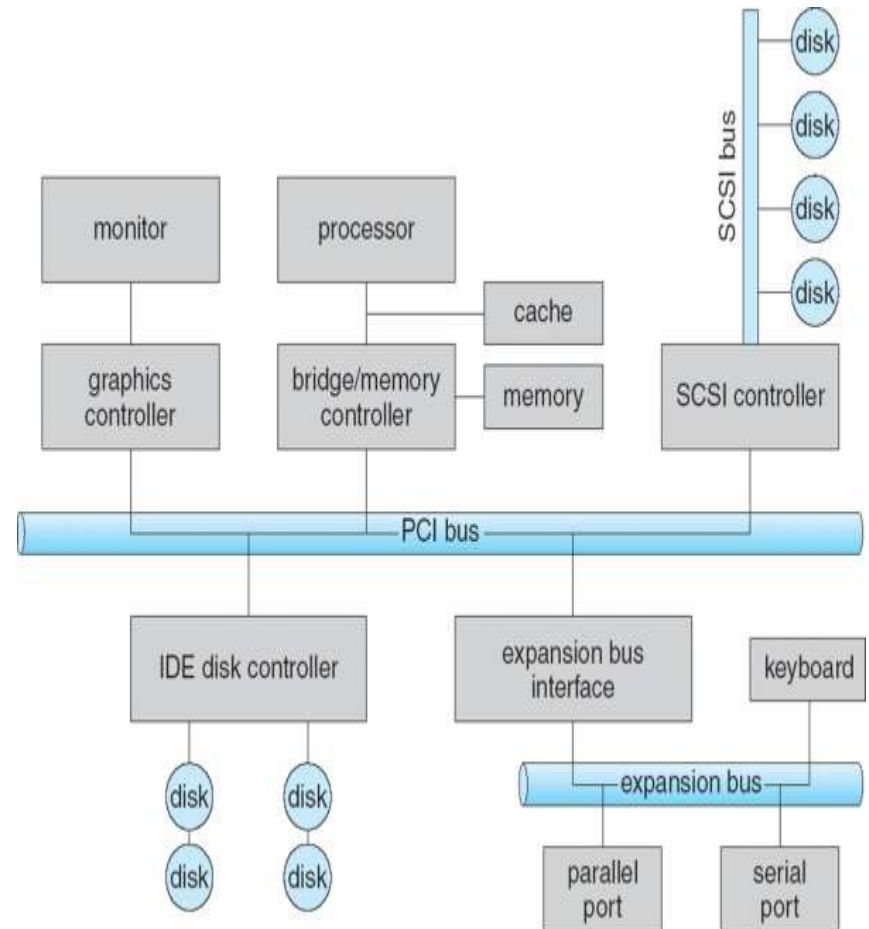 disk
disk
disk
disk
SCSI bus
monitor
processor
cache
graphics
controller
bridge/memory
controller
memory
SCSI controller
PCI bus
IDE disk controller
expansion bus
interface
keyboard
disk
disk
expansion bus
disk
disk
parallel
port
serial
port